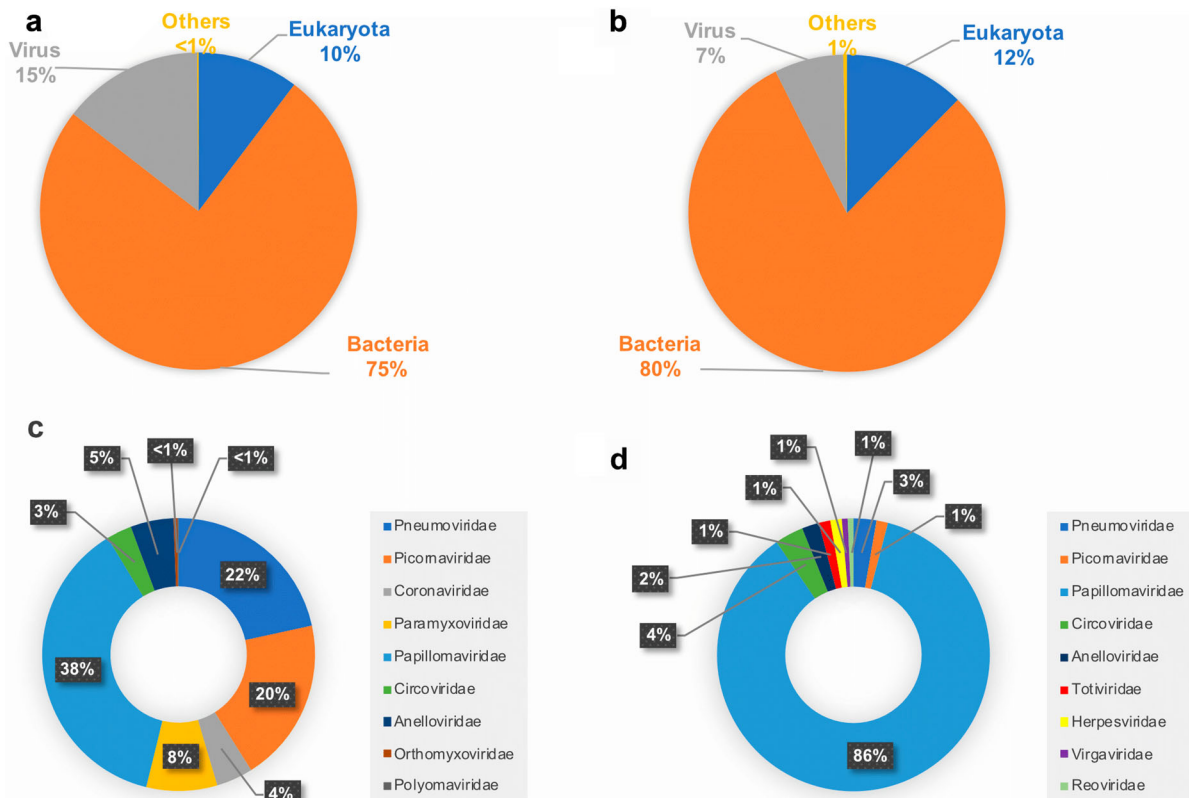 a
Others
<1%
Eukaryota
10%
Virus
15%
Bacteria
75%
b
Others
1%
Eukaryota
12%
Virus
7%
Bacteria
80%
c
5%
<1%
<1%
3%
22%
38%
20%
8%
4%
Pneumoviridae
Picornaviridae
Coronaviridae
Paramyxoviridae
Papillomaviridae
Circoviridae
Anelloviridae
Orthomyxoviridae
Polyomaviridae
d
1%
1%
1%
3%
1%
1%
2%
4%
86%
Pneumoviridae
Picornaviridae
Papillomaviridae
Circoviridae
Anelloviridae
Totiviridae
Herpesviridae
Virgaviridae
Reoviridae